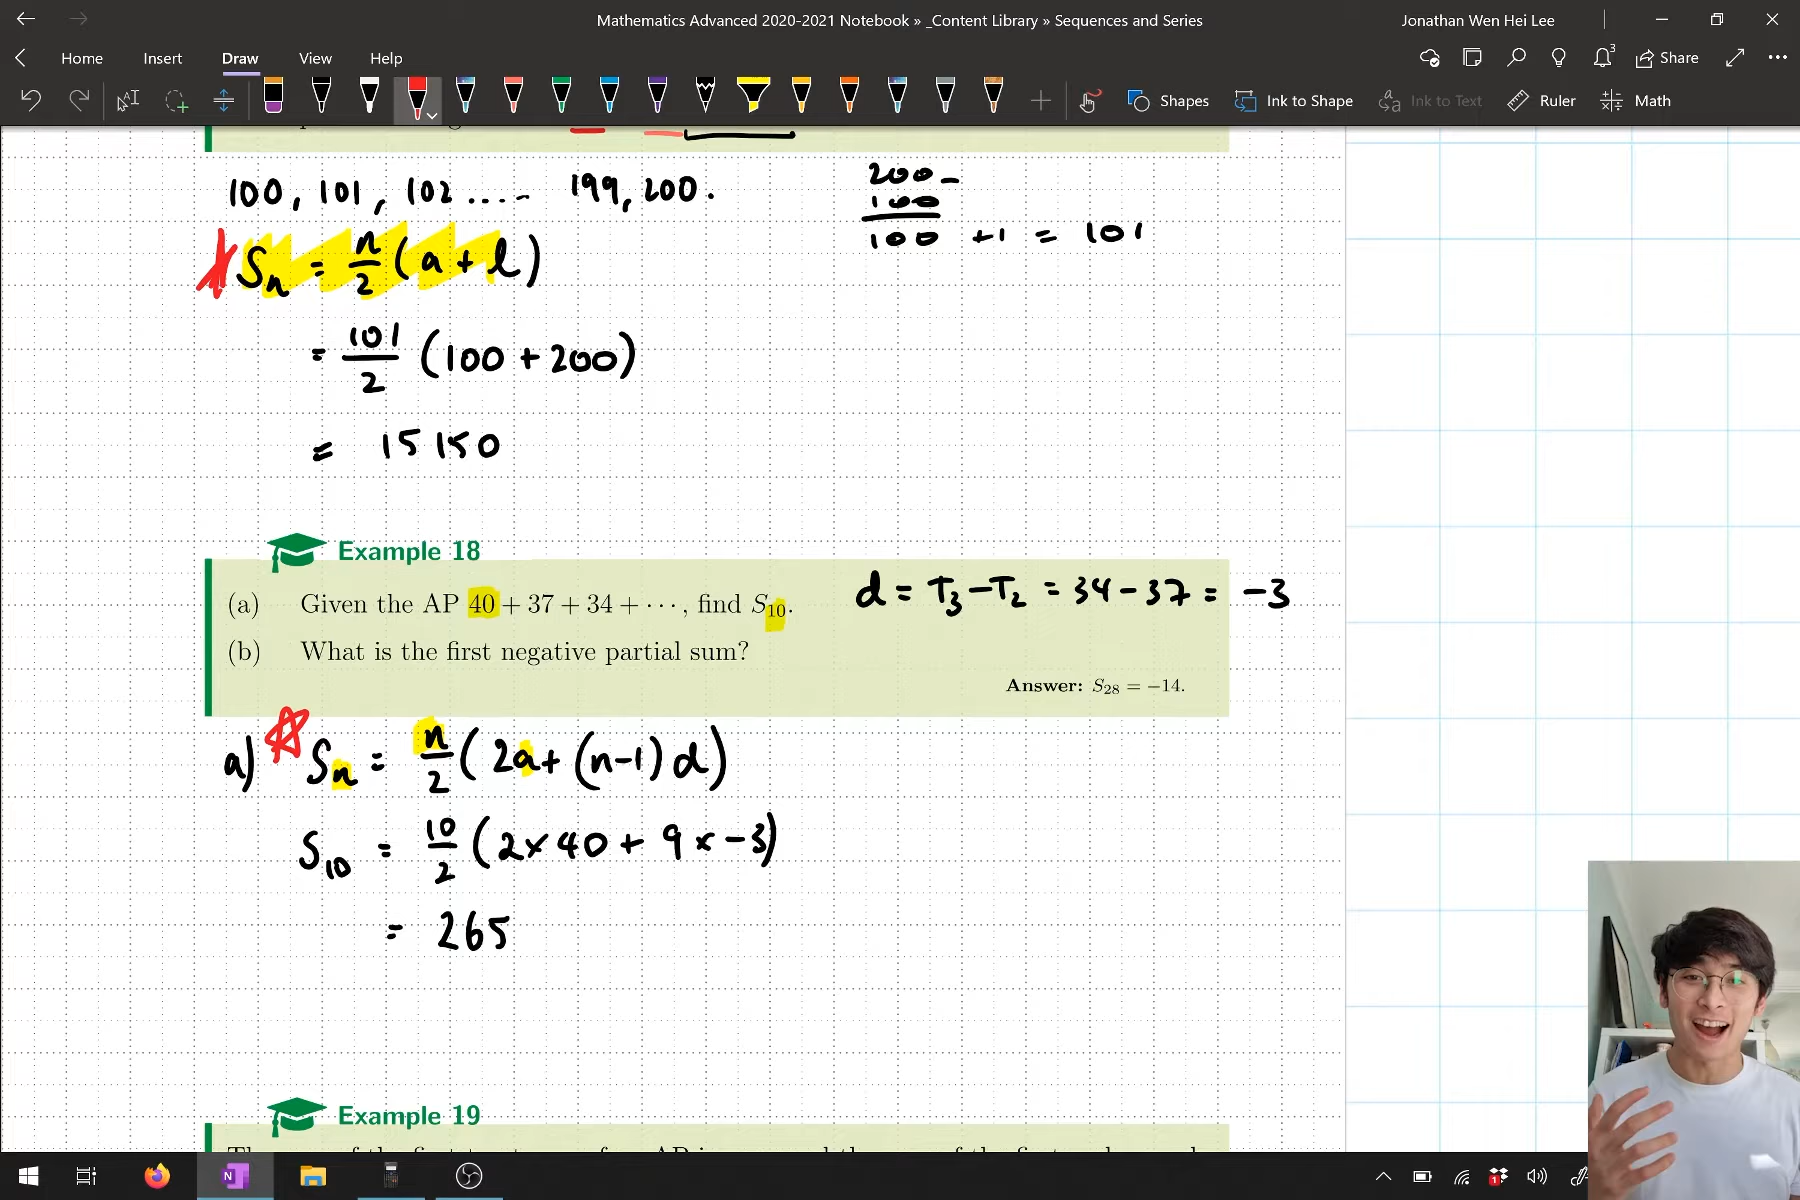 Mathematics Advanced 2020-2021 Notebook » _Content Library » Sequences and Series
Jonathan Wen Hei Lee
Home Insert Draw View Help
3
Share
Shapes
Ink to Shape
Ink to Text
Ruler
Math
100, 101, 102 .... 199, 200.
200 -
100
100 +1 = 101
Sn = n/2 (a + l)
= 101/2 (100 + 200)
= 15 150
Example 18
(a) Given the AP 40 + 37 + 34 + ···, find S10.
d = T3 - T2 = 34 - 37 = -3
(b) What is the first negative partial sum?
Answer: S28 = −14.
a) Sn = n/2 (2a + (n-1) d)
S10 = 10/2 (2 × 40 + 9 × -3)
= 265
Example 19